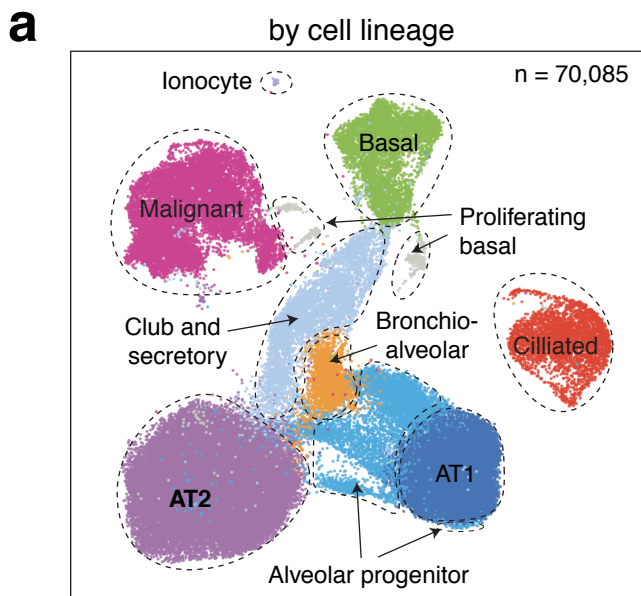 a
by cell lineage
Ionocyte
n = 70,085
Basal
Malignant
Proliferating
basal
Club and
secretory
Bronchio-
alveolar
Cilliated
AT2
AT1
Alveolar progenitor